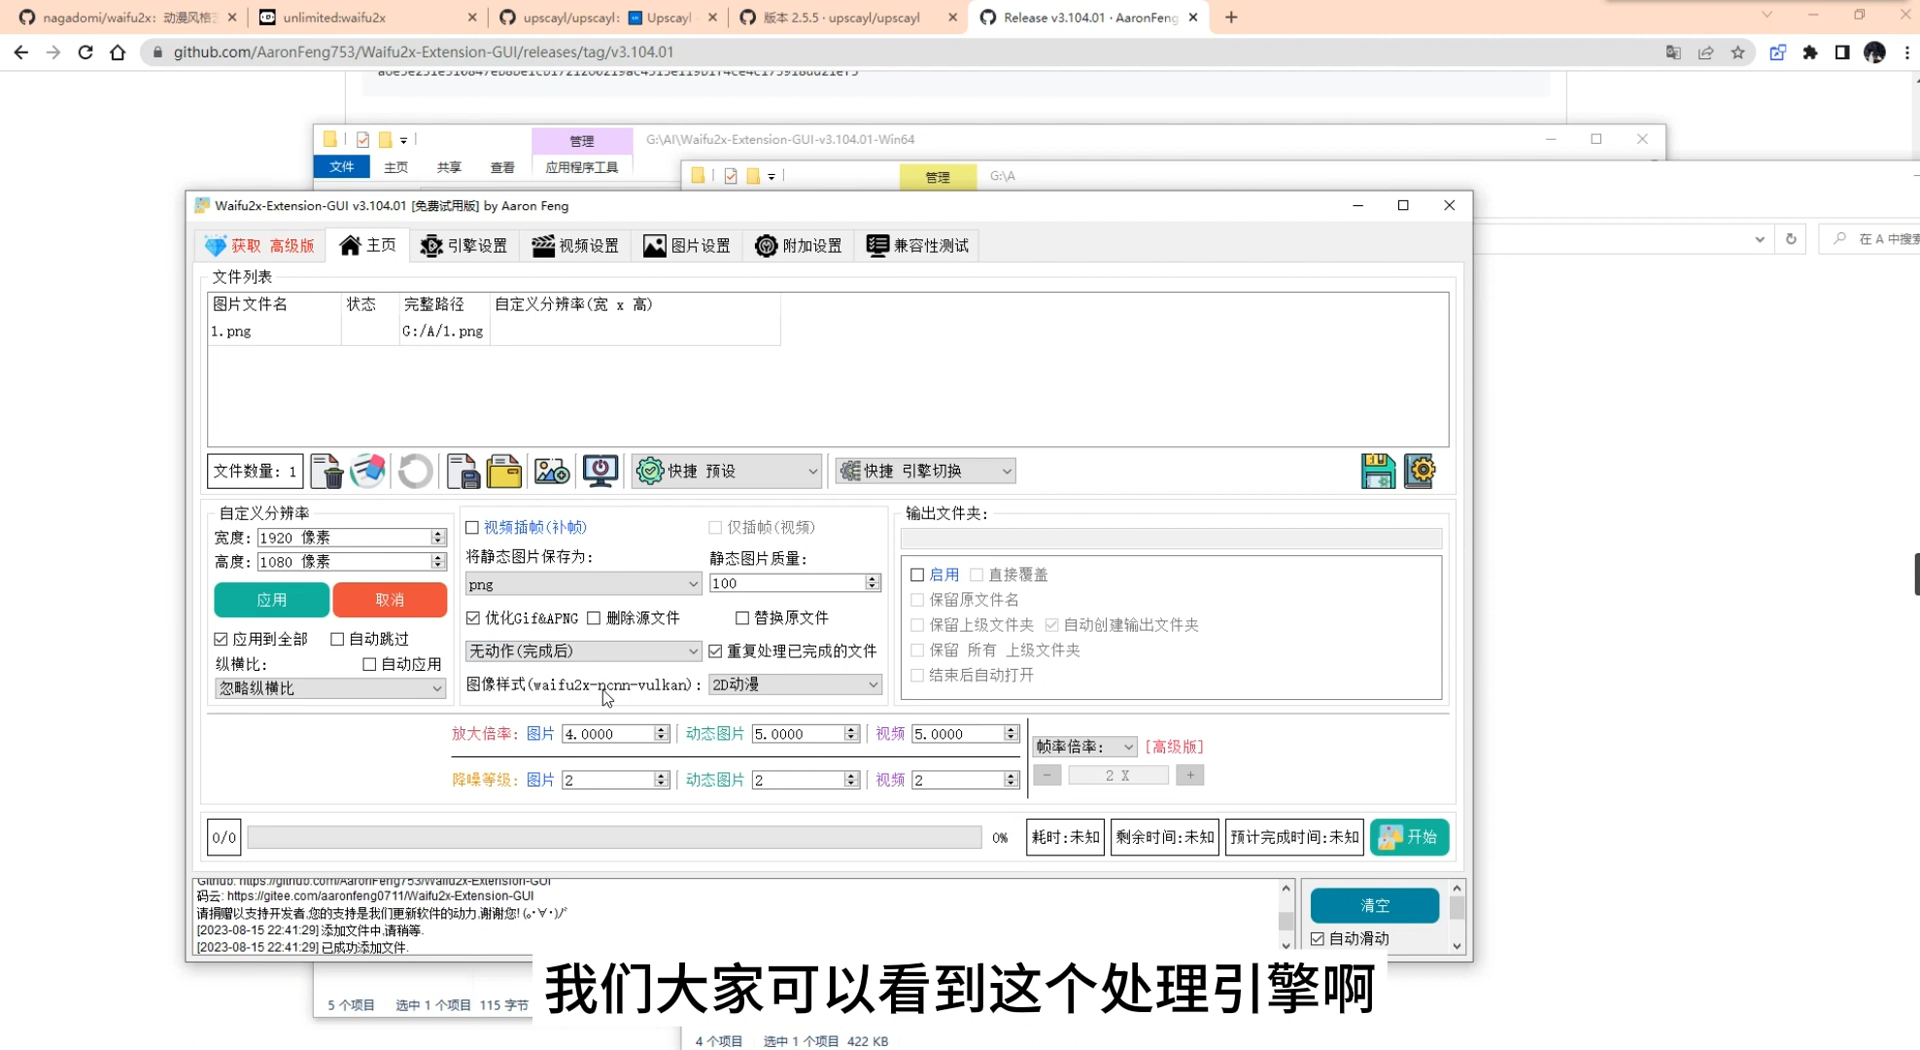 nagadomi/waifu2x: 动漫风格艺
unlimited:waifu2x
upscayl/upscayl: Upscayl -
版本 2.5.5 · upscayl/upscayl
Release v3.104.01 · AaronFeng
github.com/AaronFeng753/Waifu2x-Extension-GUI/releases/tag/v3.104.01
管理
G:\AI\Waifu2x-Extension-GUI-v3.104.01-Win64
文件
主页
共享
查看
应用程序工具
管理
G:\A
在 A 中搜索
Waifu2x-Extension-GUI v3.104.01 [免费试用版] by Aaron Feng
获取 高级版
主页
引擎设置
视频设置
图片设置
附加设置
兼容性测试
文件列表
图片文件名 状态 完整路径 自定义分辨率(宽 x 高)
1.png G:/A/1.png
文件数量: 1
快捷 预设
快捷 引擎切换
自定义分辨率
宽度: 1920 像素
高度: 1080 像素
应用 取消
应用到全部 自动跳过
纵横比: 自动应用
忽略纵横比
视频插帧(补帧) 仅插帧(视频)
将静态图片保存为: 静态图片质量:
png 100
优化Gif&APNG 删除源文件 替换原文件
无动作(完成后) 重复处理已完成的文件
图像样式(waifu2x-ncnn-vulkan): 2D动漫
输出文件夹:
启用 直接覆盖
保留原文件名
保留上级文件夹 自动创建输出文件夹
保留 所有 上级文件夹
结束后自动打开
放大倍率: 图片 4.0000 动态图片 5.0000 视频 5.0000
降噪等级: 图片 2 动态图片 2 视频 2
帧率倍率: [高级版]
- 2 X +
0/0 0% 耗时:未知 剩余时间:未知 预计完成时间:未知 开始
Github: https://github.com/AaronFeng753/Waifu2x-Extension-GUI
码云: https://gitee.com/aaronfeng0711/Waifu2x-Extension-GUI
请捐赠以支持开发者,您的支持是我们更新软件的动力,谢谢您! (｡･∀･)ﾉﾞ
[2023-08-15 22:41:29] 添加文件中,请稍等.
[2023-08-15 22:41:29] 已成功添加文件.
清空
自动滑动
我们大家可以看到这个处理引擎啊
5 个项目 选中 1 个项目 115 字节
4 个项目 选中 1 个项目 422 KB